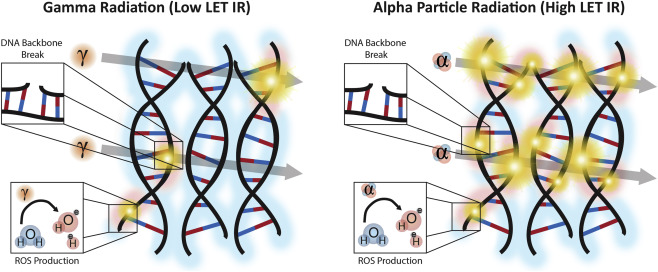 Gamma Radiation (Low LET IR)
DNA Backbone
Break
γ
γ
γ
O
H H
O
H
e
e
H
ROS Production
Alpha Particle Radiation (High LET IR)
DNA Backbone
Break
α
α
α
O
H H
O
H
e
e
H
ROS Production